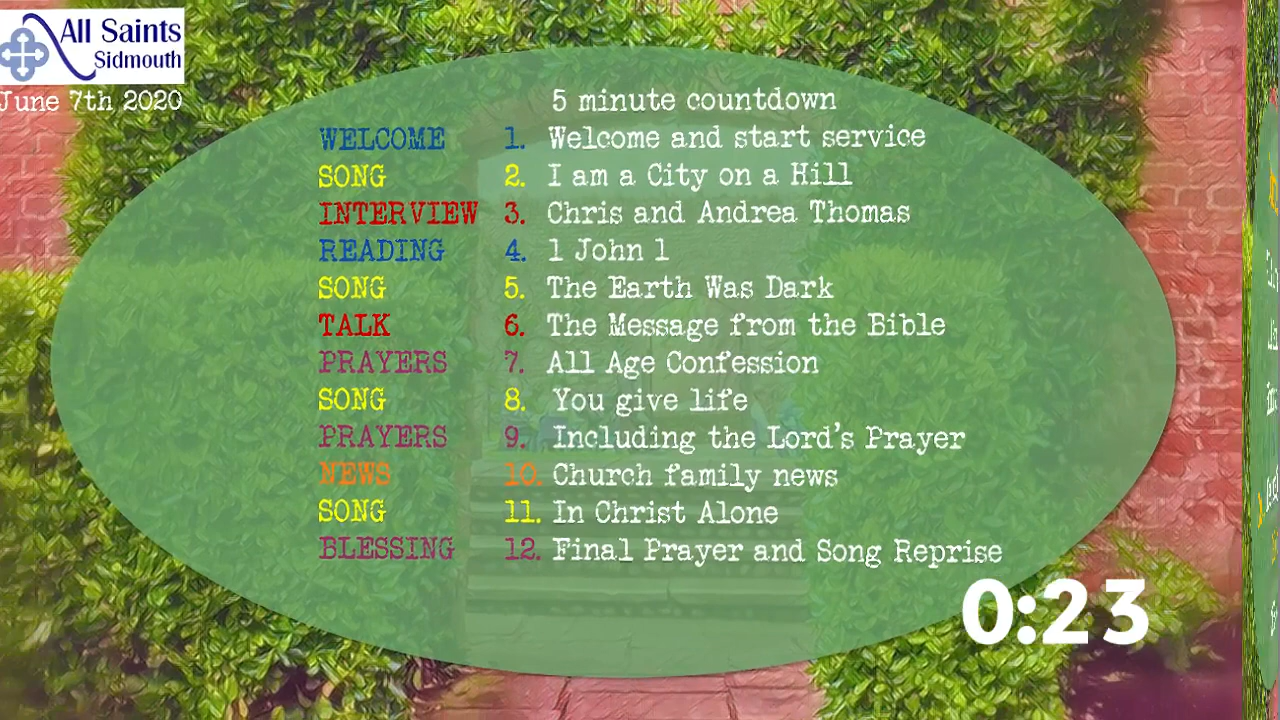 All Saints
Sidmouth
June 7th 2020
5 minute countdown
WELCOME 1. Welcome and start service
SONG 2. I am a City on a Hill
INTERVIEW 3. Chris and Andrea Thomas
READING 4. 1 John 1
SONG 5. The Earth Was Dark
TALK 6. The Message from the Bible
PRAYERS 7. All Age Confession
SONG 8. You give life
PRAYERS 9. Including the Lord's Prayer
NEWS 10. Church family news
SONG 11. In Christ Alone
BLESSING 12. Final Prayer and Song Reprise
0:23